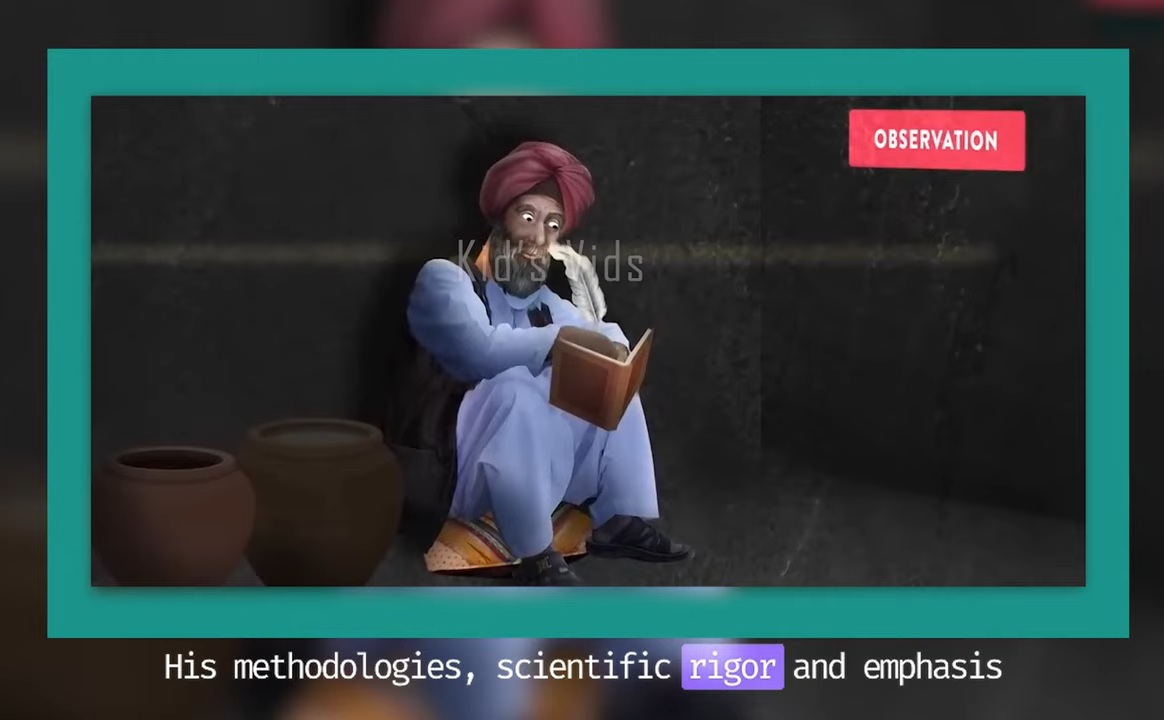 OBSERVATION
Kid's Vids
His methodologies, scientific rigor and emphasis